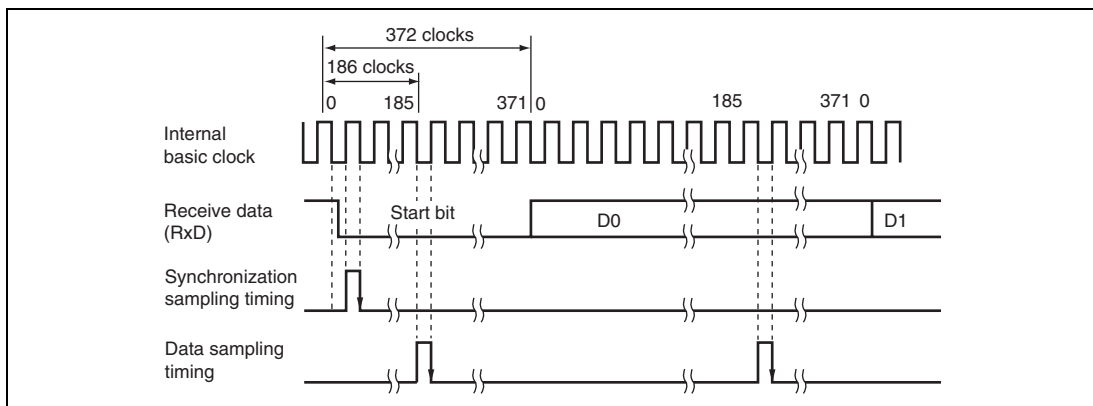 372 clocks
186 clocks
0 185 371 0 185 371 0
Internal
basic clock
Receive data
(RxD)
Start bit D0 D1
Synchronization
sampling timing
Data sampling
timing